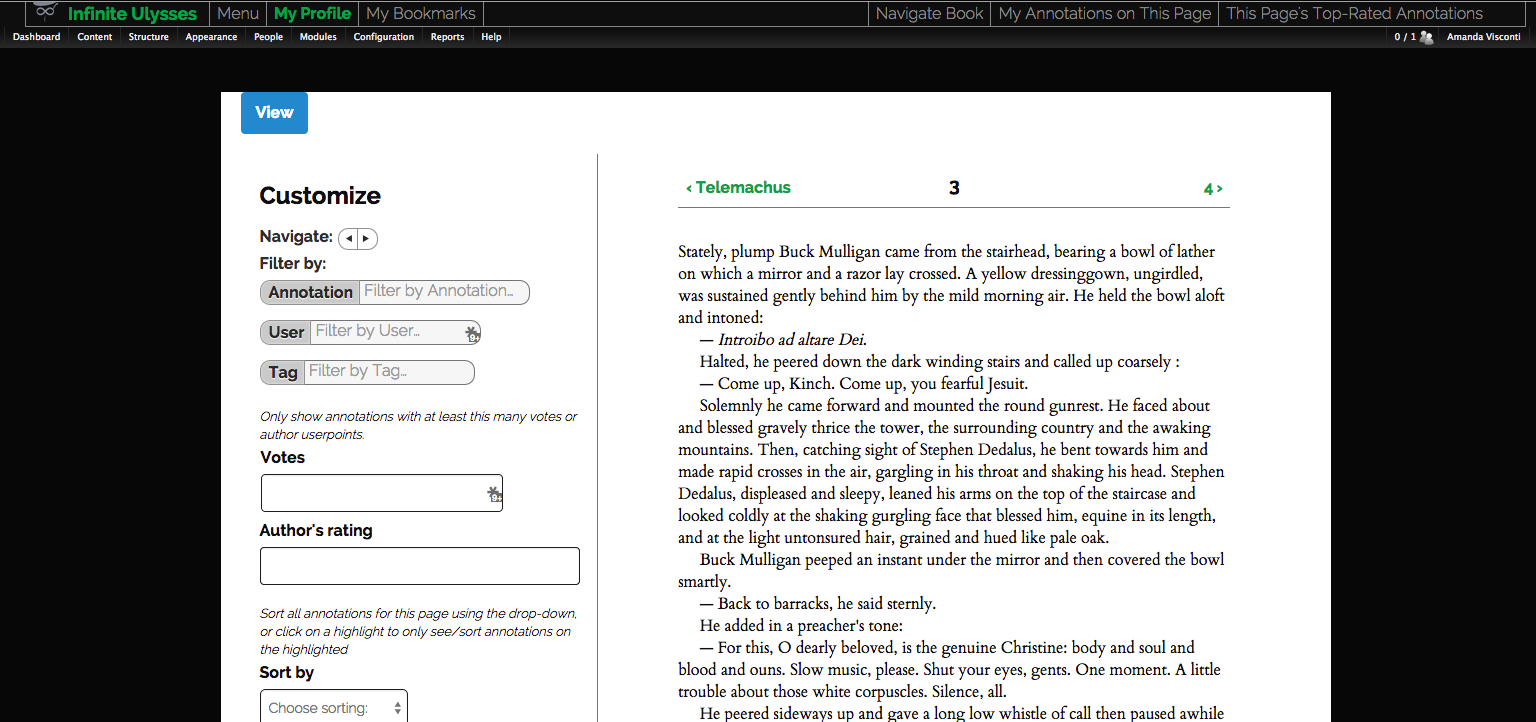 Infinite Ulysses Menu My Profile My Bookmarks Navigate Book My Annotations on This Page This Page's Top-Rated Annotations
Dashboard Content Structure Appearance People Modules Configuration Reports Help 0 / 1 Amanda Visconti
View
Customize
Navigate: ◄ ►
Filter by:
Annotation Filter by Annotation...
User Filter by User...
Tag Filter by Tag...
Only show annotations with at least this many votes or
author userpoints.
Votes
Author's rating
Sort all annotations for this page using the drop-down,
or click on a highlight to only see/sort annotations on
the highlighted
Sort by
Choose sorting:
‹ Telemachus 3 4 ›
Stately, plump Buck Mulligan came from the stairhead, bearing a bowl of lather
on which a mirror and a razor lay crossed. A yellow dressinggown, ungirdled,
was sustained gently behind him by the mild morning air. He held the bowl aloft
and intoned:
— Introibo ad altare Dei.
Halted, he peered down the dark winding stairs and called up coarsely :
— Come up, Kinch. Come up, you fearful Jesuit.
Solemnly he came forward and mounted the round gunrest. He faced about
and blessed gravely thrice the tower, the surrounding country and the awaking
mountains. Then, catching sight of Stephen Dedalus, he bent towards him and
made rapid crosses in the air, gargling in his throat and shaking his head. Stephen
Dedalus, displeased and sleepy, leaned his arms on the top of the staircase and
looked coldly at the shaking gurgling face that blessed him, equine in its length,
and at the light untonsured hair, grained and hued like pale oak.
Buck Mulligan peeped an instant under the mirror and then covered the bowl
smartly.
— Back to barracks, he said sternly.
He added in a preacher's tone:
— For this, O dearly beloved, is the genuine Christine: body and soul and
blood and ouns. Slow music, please. Shut your eyes, gents. One moment. A little
trouble about those white corpuscles. Silence, all.
He peered sideways up and gave a long low whistle of call then paused awhile